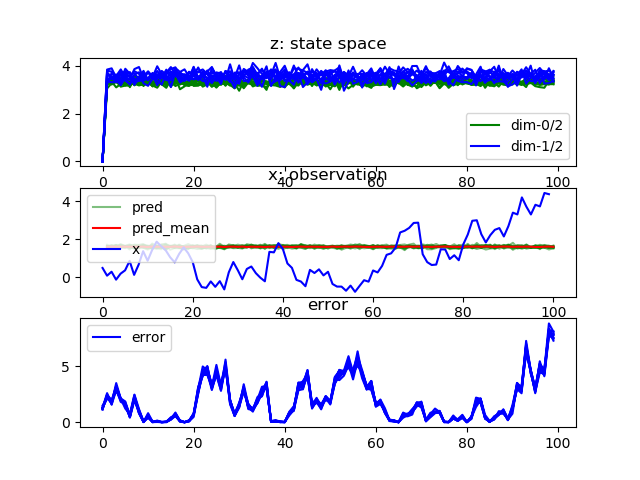 z: state space
4
2
0
dim-0/2
dim-1/2
0 20 40 60 80 100
x: observation
4
2
0
pred
pred_mean
x
0 20 40 60 80 100
error
5
0
error
0 20 40 60 80 100